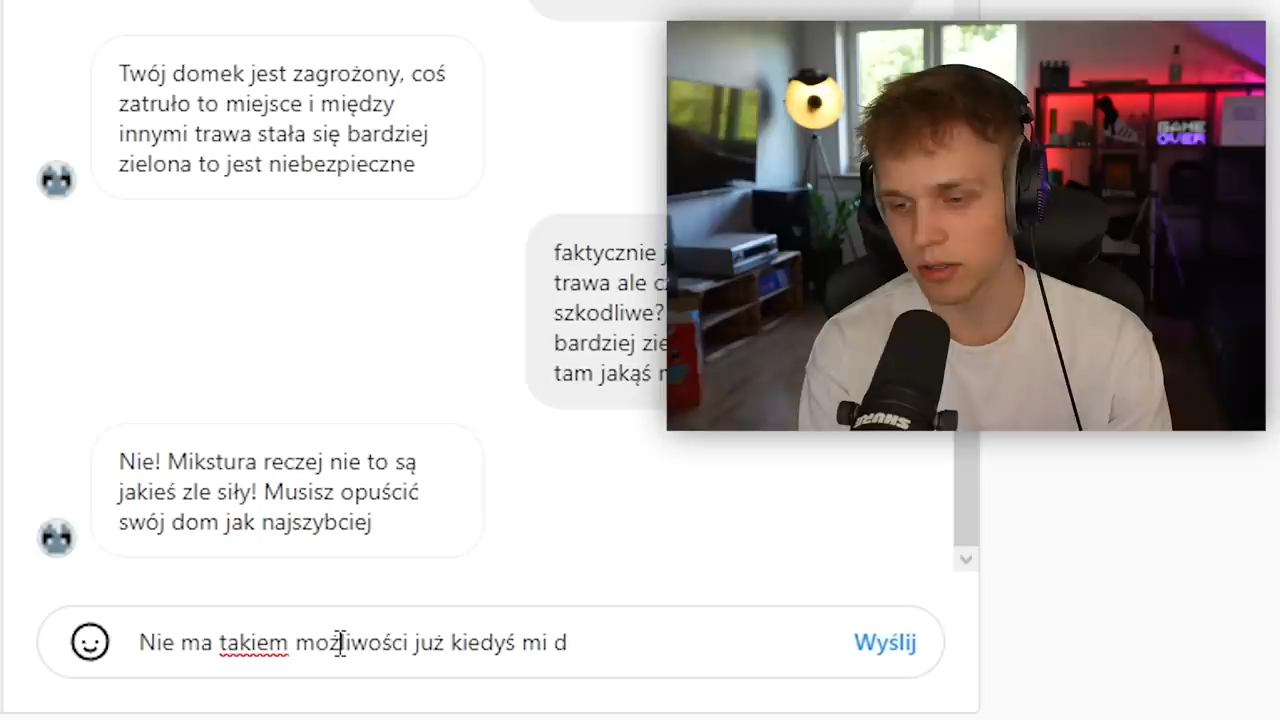 Twój domek jest zagrożony, coś
zatruło to miejsce i między
innymi trawa stała się bardziej
zielona to jest niebezpieczne
faktycznie
trawa ale
szkodliwe?
bardziej
tam jakąś
Nie! Mikstura reczej nie to są
jakieś zle siły! Musisz opuścić
swój dom jak najszybciej
Nie ma takiem możliwości już kiedyś mi d
Wyślij
GAME
OVER
SHURE